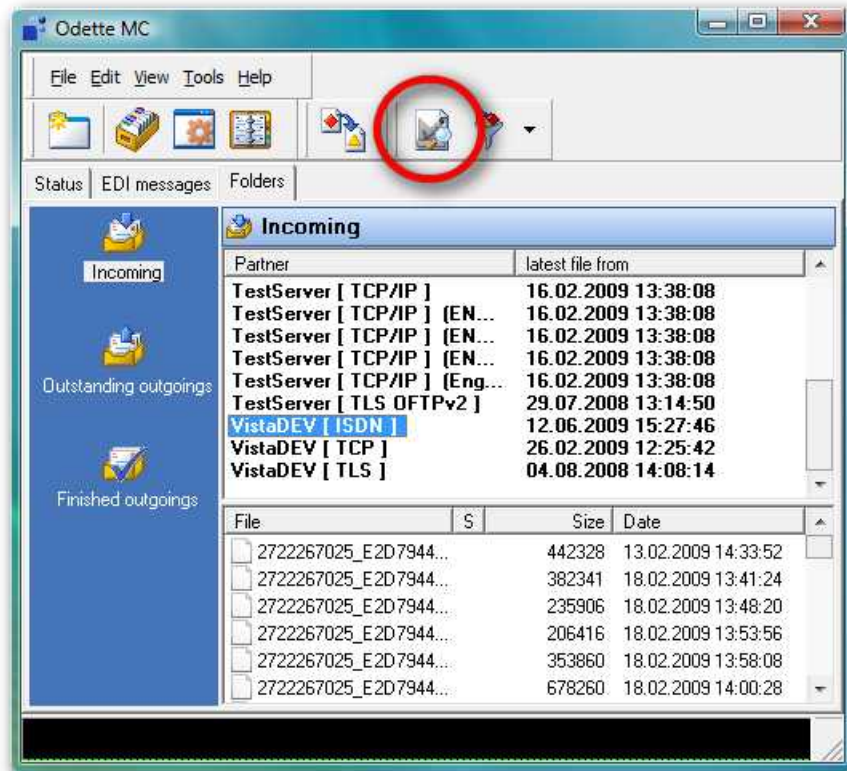 Odette MC
File Edit View Tools Help
Status EDI messages Folders
Incoming
Outstanding outgoings
Finished outgoings
Incoming
Partner latest file from
TestServer [ TCP/IP ] 16.02.2009 13:38:08
TestServer [ TCP/IP ] (EN... 16.02.2009 13:38:08
TestServer [ TCP/IP ] (EN... 16.02.2009 13:38:08
TestServer [ TCP/IP ] (EN... 16.02.2009 13:38:08
TestServer [ TCP/IP ] (Eng... 16.02.2009 13:38:08
TestServer [ TLS OFTPv2 ] 29.07.2008 13:14:50
VistaDEV [ ISDN ] 12.06.2009 15:27:46
VistaDEV [ TCP ] 26.02.2009 12:25:42
VistaDEV [ TLS ] 04.08.2008 14:08:14
File S Size Date
2722267025_E2D7944... 442328 13.02.2009 14:33:52
2722267025_E2D7944... 382341 18.02.2009 13:41:24
2722267025_E2D7944... 235906 18.02.2009 13:48:20
2722267025_E2D7944... 206416 18.02.2009 13:53:56
2722267025_E2D7944... 353860 18.02.2009 13:58:08
2722267025_E2D7944... 678260 18.02.2009 14:00:28